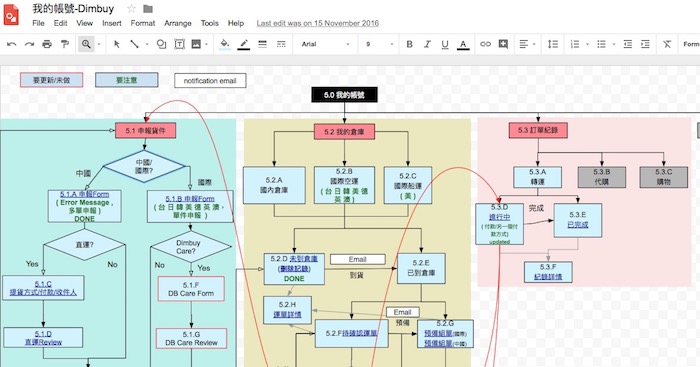 我的帳號-Dimbuy
File Edit View Insert Format Arrange Tools Help Last edit was on 15 November 2016
Arial 9 B I U A Form
要更新/未做
要注意
notification email
5.0 我的帳號
5.1 申報貨件
5.2 我的倉庫
5.3 訂單紀錄
中國/
國際?
中國
國際
5.1.A 申報Form
( Error Message ,
多單申報 )
DONE
5.1.B 申報Form
( 台 日 韓 美 德 英 澳 ,
單件申報 )
直運?
Dimbuy
Care?
Yes
No
No
Yes
5.1.C
提貨方式/付款/收件人
5.1.D
直運Review
5.1.F
DB Care Form
5.1.G
DB Care Review
5.2.A
國內倉庫
5.2.B
國際空運
( 台 日 韓 美 德
英 澳 )
5.2.C
國際船運
( 美 )
5.2.D 未到倉庫
(刪除記錄)
DONE
Email
到貨
5.2.E
已到倉庫
5.2.H
運單詳情
Email
預備
5.2.F待確認運單
5.2.G
預備組單(國際)
預備組單(中國)
5.3.A
轉運
5.3.B
代購
5.3.C
購物
5.3.D
進行中
( 付款/另一個付
款方式)
updated
完成
5.3.E
已完成
5.3.F
紀錄詳情